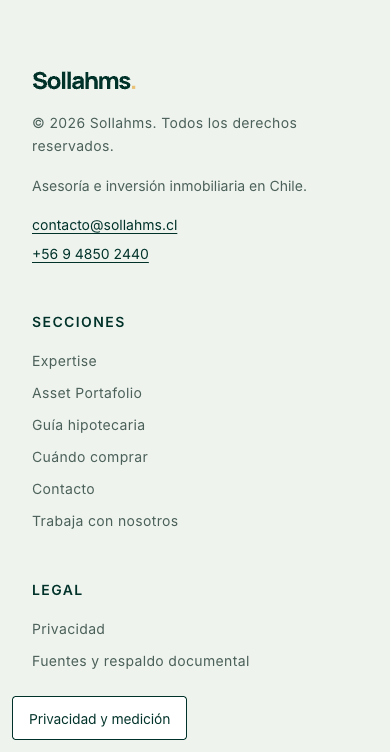 Sollahms.
© 2026 Sollahms. Todos los derechos
reservados.
Asesoría e inversión inmobiliaria en Chile.
contacto@sollahms.cl
+56 9 4850 2440
SECCIONES
Expertise
Asset Portafolio
Guía hipotecaria
Cuándo comprar
Contacto
Trabaja con nosotros
LEGAL
Privacidad
Fuentes y respaldo documental
Privacidad y medición